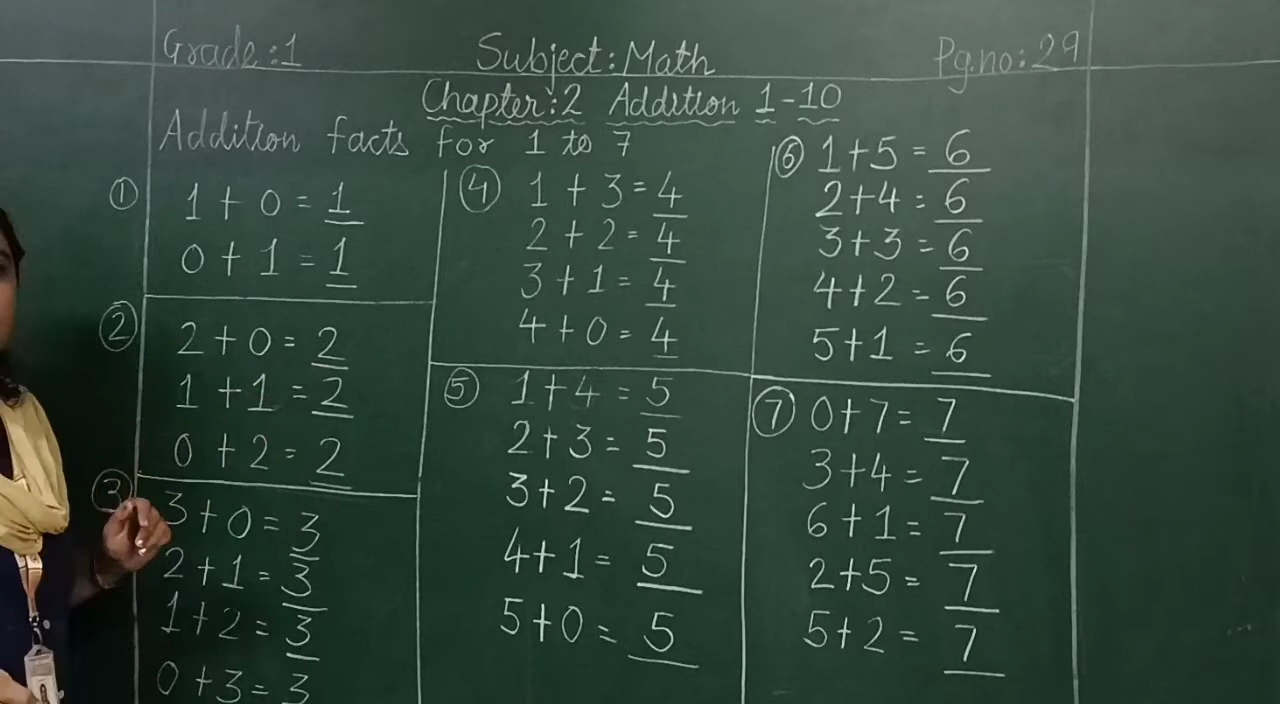 Grade:1 Subject:Math Pg.no:29
Chapter:2 Addition 1-10
Addition facts for 1 to 7
① 1 + 0 = 1
0 + 1 = 1
② 2 + 0 = 2
1 + 1 = 2
0 + 2 = 2
③ 3 + 0 = 3
2 + 1 = 3
1 + 2 = 3
0 + 3 = 3
④ 1 + 3 = 4
2 + 2 = 4
3 + 1 = 4
4 + 0 = 4
⑤ 1 + 4 = 5
2 + 3 = 5
3 + 2 = 5
4 + 1 = 5
5 + 0 = 5
⑥ 1 + 5 = 6
2 + 4 = 6
3 + 3 = 6
4 + 2 = 6
5 + 1 = 6
⑦ 0 + 7 = 7
3 + 4 = 7
6 + 1 = 7
2 + 5 = 7
5 + 2 = 7